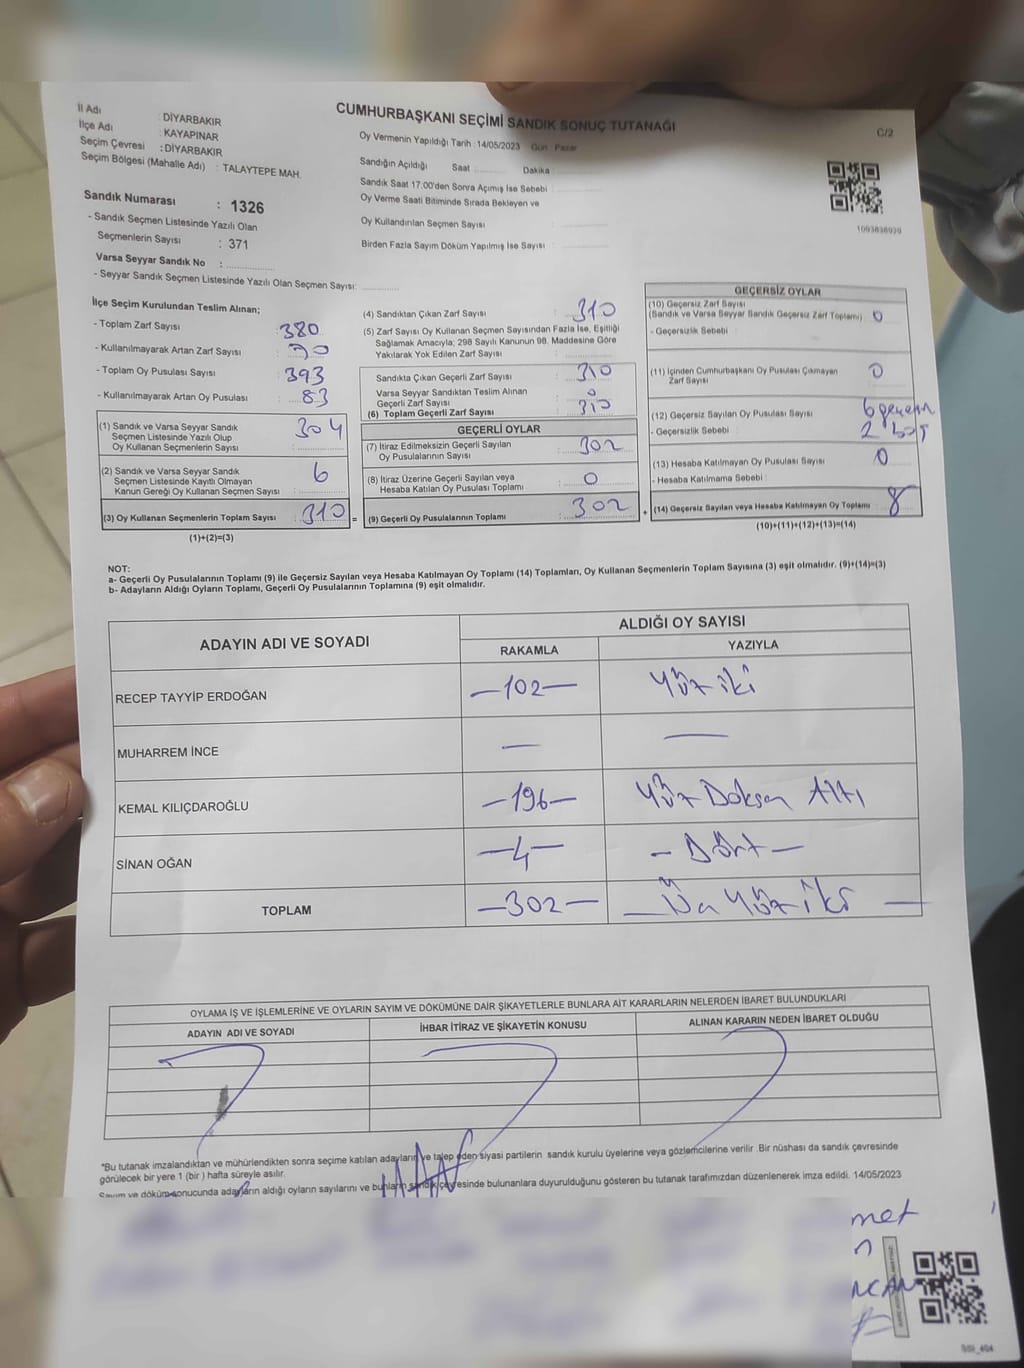 CUMHURBAŞKANI SEÇİMİ SANDIK SONUÇ TUTANAĞI
C/2
İl Adı : DİYARBAKIR
İlçe Adı : KAYAPINAR
Seçim Çevresi : DİYARBAKIR
Seçim Bölgesi (Mahalle Adı) : TALAYTEPE MAH.
Sandık Numarası : 1326
- Sandık Seçmen Listesinde Yazılı Olan
Seçmenlerin Sayısı : 371
Varsa Seyyar Sandık No :
- Seyyar Sandık Seçmen Listesinde Yazılı Olan Seçmen Sayısı:
Oy Vermenin Yapıldığı Tarih : 14/05/2023 Gün : Pazar
Sandığın Açıldığı Saat Dakika
Sandık Saat 17.00'den Sonra Açımış İse Sebebi :
Oy Verme Saati Bitiminde Sırada Bekleyen ve
Oy Kullandırılan Seçmen Sayısı :
Birden Fazla Sayım Döküm Yapılmış İse Sayısı :
1093838939
İlçe Seçim Kurulundan Teslim Alınan;
- Toplam Zarf Sayısı : 380
- Kullanılmayarak Artan Zarf Sayısı : 70
- Toplam Oy Pusulası Sayısı : 393
- Kullanılmayarak Artan Oy Pusulası : 83
(1) Sandık ve Varsa Seyyar Sandık
Seçmen Listesinde Yazılı Olup
Oy Kullanan Seçmenlerin Sayısı : 304
(2) Sandık ve Varsa Seyyar Sandık
Seçmen Listesinde Kayıtlı Olmayan
Kanun Gereği Oy Kullanan Seçmen Sayısı : 6
(3) Oy Kullanan Seçmenlerin Toplam Sayısı : 310 =
(1)+(2)=(3)
(4) Sandıktan Çıkan Zarf Sayısı : 310
(5) Zarf Sayısı Oy Kullanan Seçmen Sayısından Fazla İse, Eşitliği
Sağlamak Amacıyla; 298 Sayılı Kanunun 98. Maddesine Göre
Yakılarak Yok Edilen Zarf Sayısı :
Sandıkta Çıkan Geçerli Zarf Sayısı : 310
Varsa Seyyar Sandıktan Teslim Alınan
Geçerli Zarf Sayısı : 0
(6) Toplam Geçerli Zarf Sayısı : 310
GEÇERLİ OYLAR
(7) İtiraz Edilmeksizin Geçerli Sayılan
Oy Pusulalarının Sayısı : 302
(8) İtiraz Üzerine Geçerli Sayılan veya
Hesaba Katılan Oy Pusulası Toplamı : 0
(9) Geçerli Oy Pusulalarının Toplamı : 302 +
GEÇERSİZ OYLAR
(10) Geçersiz Zarf Sayısı
(Sandık ve Varsa Seyyar Sandık Geçersiz Zarf Toplamı) : 0
- Geçersizlik Sebebi :
(11) İçinden Cumhurbaşkanı Oy Pusulası Çıkmayan
Zarf Sayısı : 0
(12) Geçersiz Sayılan Oy Pusulası Sayısı : 6
- Geçersizlik Sebebi : 2 boş
(13) Hesaba Katılmayan Oy Pusulası Sayısı : 0
- Hesaba Katılmama Sebebi :
(14) Geçersiz Sayılan veya Hesaba Katılmayan Oy Toplamı : 8
(10)+(11)+(12)+(13)=(14)
NOT:
a- Geçerli Oy Pusulalarının Toplamı (9) ile Geçersiz Sayılan veya Hesaba Katılmayan Oy Toplamı (14) Toplamları, Oy Kullanan Seçmenlerin Toplam Sayısına (3) eşit olmalıdır. (9)+(14)=(3)
b- Adayların Aldığı Oyların Toplamı, Geçerli Oy Pusulalarının Toplamına (9) eşit olmalıdır.
ADAYIN ADI VE SOYADI ALDIĞI OY SAYISI
RAKAMLA YAZIYLA
RECEP TAYYİP ERDOĞAN —102— Yüz iki
MUHARREM İNCE — —
KEMAL KILIÇDAROĞLU —196— Yüz Doksan Altı
SİNAN OĞAN —4— — Dört —
TOPLAM —302— — Üç Yüz iki —
OYLAMA İŞ VE İŞLEMLERİNE VE OYLARIN SAYIM VE DÖKÜMÜNE DAİR ŞİKAYETLERLE BUNLARA AİT KARARLARIN NELERDEN İBARET BULUNDUKLARI
ADAYIN ADI VE SOYADI İHBAR İTİRAZ VE ŞİKAYETİN KONUSU ALINAN KARARIN NEDEN İBARET OLDUĞU
*Bu tutanak imzalandıktan ve mühürlendikten sonra seçime katılan adayların ve talep eden siyasi partilerin sandık kurulu üyelerine veya gözlemcilerine verilir. Bir nüshası da sandık çevresinde
görülecek bir yere 1 (bir) hafta süreyle asılır.
Sayım ve döküm sonucunda adayların aldığı oyların sayılarını ve bunların sandık çevresinde bulunanlara duyurulduğunu gösteren bu tutanak tarafımızdan düzenlenerek imza edildi. 14/05/2023
met
NCAN